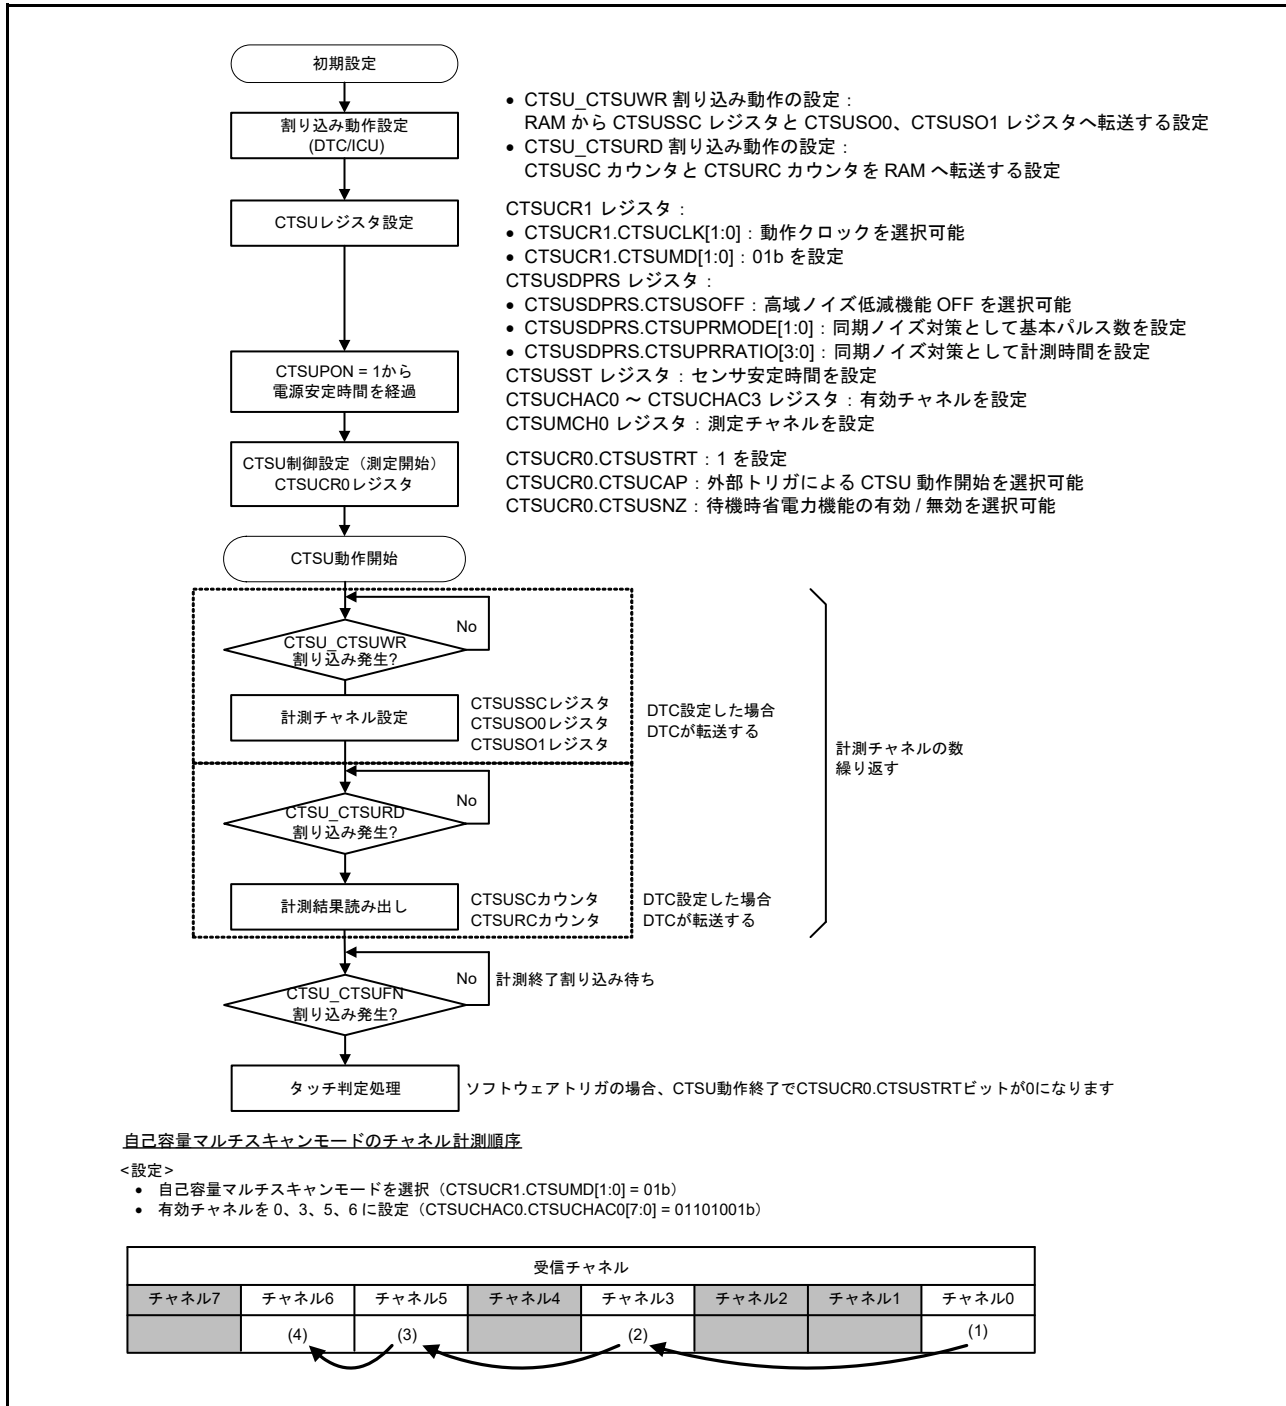 初期設定
割り込み動作設定
(DTC/ICU)
• CTSU_CTSUWR 割り込み動作の設定：
RAM から CTSUSSC レジスタと CTSUSO0、CTSUSO1 レジスタへ転送する設定
• CTSU_CTSURD 割り込み動作の設定：
CTSUSC カウンタと CTSURC カウンタを RAM へ転送する設定
CTSUレジスタ設定
CTSUCR1 レジスタ：
• CTSUCR1.CTSUCLK[1:0]：動作クロックを選択可能
• CTSUCR1.CTSUMD[1:0]：01b を設定
CTSUSDPRS レジスタ：
• CTSUSDPRS.CTSUSOFF：高域ノイズ低減機能 OFF を選択可能
• CTSUSDPRS.CTSUPRMODE[1:0]：同期ノイズ対策として基本パルス数を設定
• CTSUSDPRS.CTSUPRRATIO[3:0]：同期ノイズ対策として計測時間を設定
CTSUSST レジスタ：センサ安定時間を設定
CTSUCHAC0 ～ CTSUCHAC3 レジスタ：有効チャネルを設定
CTSUMCH0 レジスタ：測定チャネルを設定
CTSUPON = 1から
電源安定時間を経過
CTSU制御設定（測定開始）
CTSUCR0レジスタ
CTSUCR0.CTSUSTRT：1 を設定
CTSUCR0.CTSUCAP：外部トリガによる CTSU 動作開始を選択可能
CTSUCR0.CTSUSNZ：待機時省電力機能の有効 / 無効を選択可能
CTSU動作開始
No
CTSU_CTSUWR
割り込み発生?
計測チャネル設定
CTSUSSCレジスタ
CTSUSO0レジスタ
CTSUSO1レジスタ
DTC設定した場合
DTCが転送する
計測チャネルの数
繰り返す
No
CTSU_CTSURD
割り込み発生?
計測結果読み出し
CTSUSCカウンタ
CTSURCカウンタ
DTC設定した場合
DTCが転送する
No
計測終了割り込み待ち
CTSU_CTSUFN
割り込み発生?
タッチ判定処理
ソフトウェアトリガの場合、CTSU動作終了でCTSUCR0.CTSUSTRTビットが0になります
自己容量マルチスキャンモードのチャネル計測順序
<設定>
• 自己容量マルチスキャンモードを選択（CTSUCR1.CTSUMD[1:0] = 01b）
• 有効チャネルを 0、3、5、6 に設定（CTSUCHAC0.CTSUCHAC0[7:0] = 01101001b）
受信チャネル
チャネル7 チャネル6 チャネル5 チャネル4 チャネル3 チャネル2 チャネル1 チャネル0
(4) (3) (2) (1)